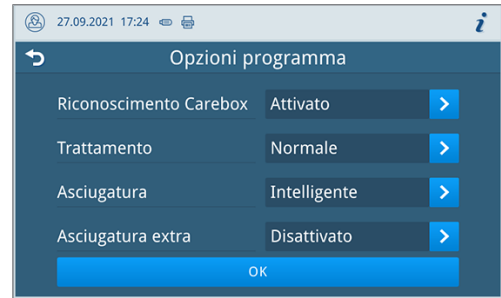 27.09.2021 17:24
i
Opzioni programma
Riconoscimento Carebox Attivato
Trattamento Normale
Asciugatura Intelligente
Asciugatura extra Disattivato
OK